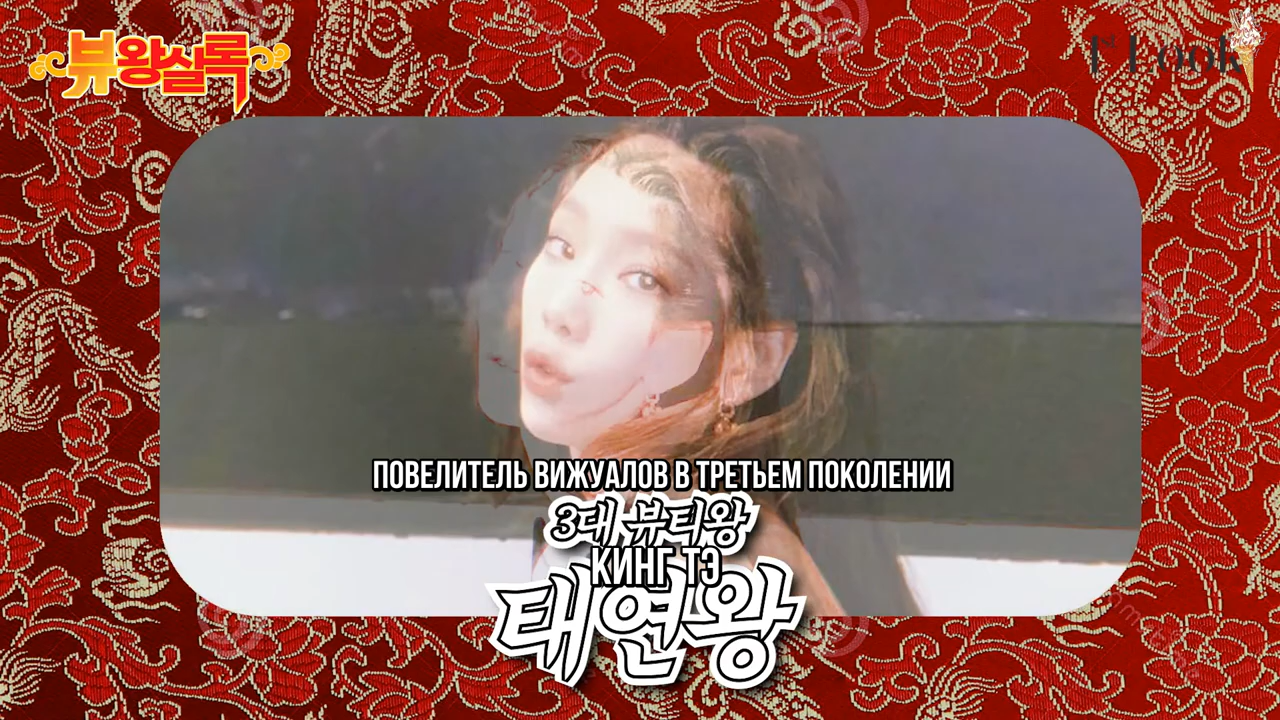 뷰왕실록
1st Look
ПОВЕЛИТЕЛЬ ВИЖУАЛОВ В ТРЕТЬЕМ ПОКОЛЕНИИ
3대 뷰티왕
КИНГ ТЭ
태연왕